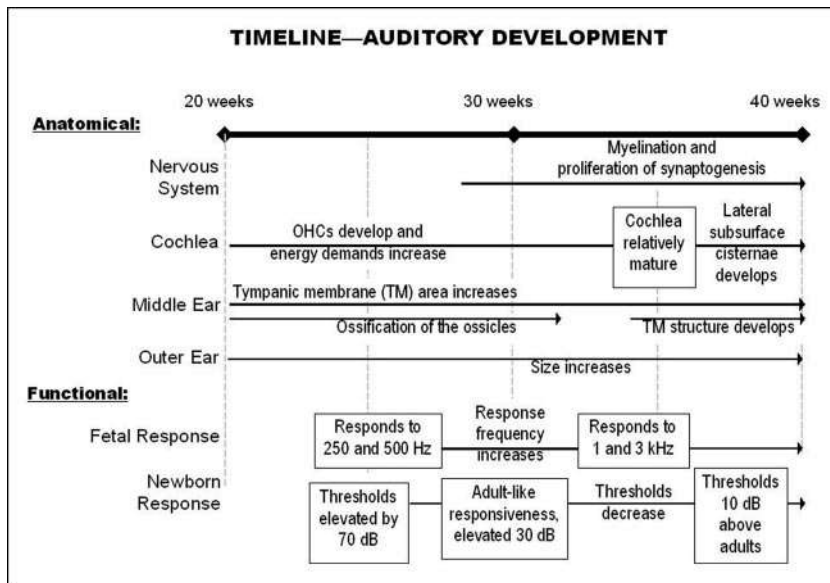 TIMELINE—AUDITORY DEVELOPMENT
20 weeks 30 weeks 40 weeks
Anatomical:
Nervous
System
Myelination and
proliferation of synaptogenesis
Cochlea
OHCs develop and
energy demands increase
Cochlea
relatively
mature
Lateral
subsurface
cisternae
develops
Middle Ear
Tympanic membrane (TM) area increases
Ossification of the ossicles
TM structure develops
Outer Ear
Size increases
Functional:
Fetal Response
Responds to
250 and 500 Hz
Response
frequency
increases
Responds to
1 and 3 kHz
Newborn
Response
Thresholds
elevated by
70 dB
Adult-like
responsiveness,
elevated 30 dB
Thresholds
decrease
Thresholds
10 dB
above
adults